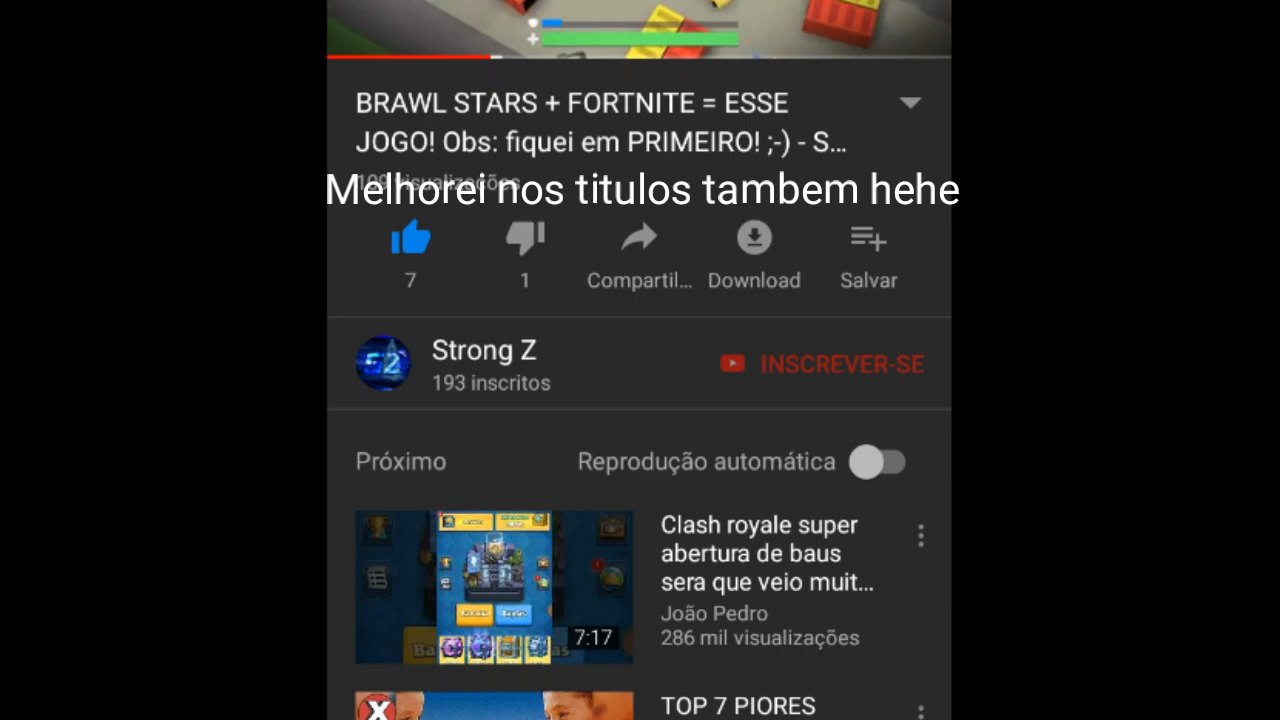 BRAWL STARS + FORTNITE = ESSE
JOGO! Obs: fiquei em PRIMEIRO! ;-) - S...
Melhorei nos titulos tambem hehe
7
1
Compartil...
Download
Salvar
Strong Z
193 inscritos
INSCREVER-SE
Próximo
Reprodução automática
Clash royale super
abertura de baus
sera que veio muit...
João Pedro
286 mil visualizações
7:17
TOP 7 PIORES